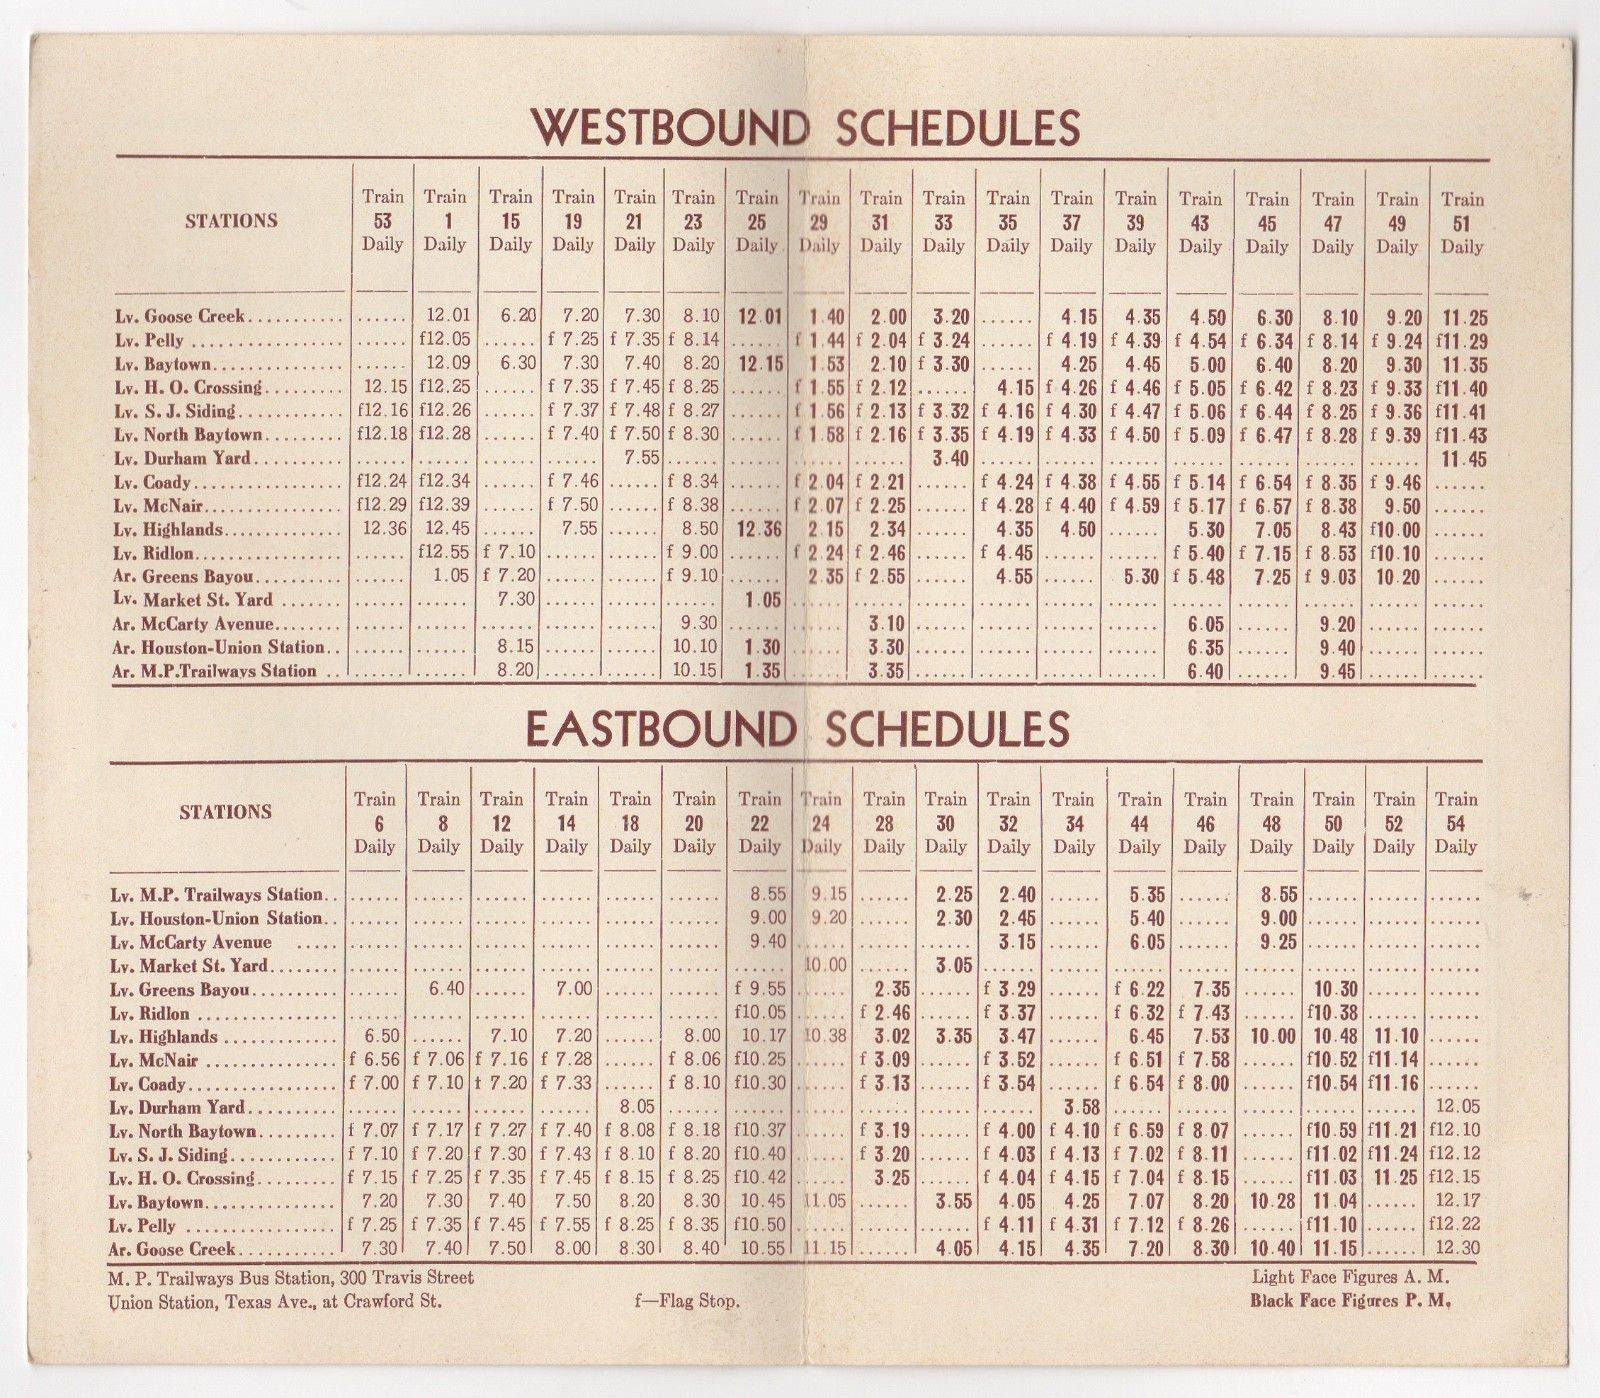 WESTBOUND SCHEDULES
STATIONS Train 53 Daily Train 1 Daily Train 15 Daily Train 19 Daily Train 21 Daily Train 23 Daily Train 25 Daily Train 29 Daily Train 31 Daily Train 33 Daily Train 35 Daily Train 37 Daily Train 39 Daily Train 43 Daily Train 45 Daily Train 47 Daily Train 49 Daily Train 51 Daily
Lv. Goose Creek........... ...... 12.01 6.20 7.20 7.30 8.10 12.01 1.40 2.00 3.20 ...... 4.15 4.35 4.50 6.30 8.10 9.20 11.25
Lv. Pelly ................ ...... f12.05 ...... f 7.25 f 7.35 f 8.14 ...... f 1.44 f 2.04 f 3.24 ...... f 4.19 f 4.39 f 4.54 f 6.34 f 8.14 f 9.24 f11.29
Lv. Baytown............... ...... 12.09 6.30 7.30 7.40 8.20 12.15 1.53 2.10 f 3.30 ...... 4.25 4.45 5.00 6.40 8.20 9.30 11.35
Lv. H. O. Crossing......... 12.15 f12.25 ...... f 7.35 f 7.45 f 8.25 ...... f 1.55 f 2.12 ...... 4.15 f 4.26 f 4.46 f 5.05 f 6.42 f 8.23 f 9.33 f11.40
Lv. S. J. Siding............ f12.16 f12.26 ...... f 7.37 f 7.48 f 8.27 ...... f 1.56 f 2.13 f 3.32 f 4.16 f 4.30 f 4.47 f 5.06 f 6.44 f 8.25 f 9.36 f11.41
Lv. North Baytown......... f12.18 f12.28 ...... f 7.40 f 7.50 f 8.30 ...... f 1.58 f 2.16 f 3.35 f 4.19 f 4.33 f 4.50 f 5.09 f 6.47 f 8.28 f 9.39 f11.43
Lv. Durham Yard.......... ...... ...... ...... ...... 7.55 ...... ...... ...... ...... 3.40 ...... ...... ...... ...... ...... ...... ...... 11.45
Lv. Coady................. f12.24 f12.34 ...... f 7.46 ...... f 8.34 ...... f 2.04 f 2.21 ...... f 4.24 f 4.38 f 4.55 f 5.14 f 6.54 f 8.35 f 9.46 ......
Lv. McNair................ f12.29 f12.39 ...... f 7.50 ...... f 8.38 ...... f 2.07 f 2.25 ...... f 4.28 f 4.40 f 4.59 f 5.17 f 6.57 f 8.38 9.50 ......
Lv. Highlands.............. 12.36 12.45 ...... 7.55 ...... 8.50 12.36 2.15 2.34 ...... 4.35 4.50 ...... 5.30 7.05 8.43 f10.00 ......
Lv. Ridlon................. ...... f12.55 f 7.10 ...... ...... f 9.00 ...... f 2.24 f 2.46 ...... f 4.45 ...... ...... f 5.40 f 7.15 f 8.53 f10.10 ......
Ar. Greens Bayou.......... ...... 1.05 f 7.20 ...... ...... f 9.10 ...... 2.35 f 2.55 ...... 4.55 ...... 5.30 f 5.48 7.25 f 9.03 10.20 ......
Lv. Market St. Yard ....... ...... ...... 7.30 ...... ...... ...... 1.05 ...... ...... ...... ...... ...... ...... ...... ...... ...... ...... ......
Ar. McCarty Avenue........ ...... ...... ...... ...... ...... 9.30 ...... ...... 3.10 ...... ...... ...... ...... 6.05 ...... 9.20 ...... ......
Ar. Houston-Union Station.. ...... ...... 8.15 ...... ...... 10.10 1.30 ...... 3.30 ...... ...... ...... ...... 6.35 ...... 9.40 ...... ......
Ar. M.P.Trailways Station .. ...... ...... 8.20 ...... ...... 10.15 1.35 ...... 3.35 ...... ...... ...... ...... 6.40 ...... 9.45 ...... ......
EASTBOUND SCHEDULES
STATIONS Train 6 Daily Train 8 Daily Train 12 Daily Train 14 Daily Train 18 Daily Train 20 Daily Train 22 Daily Train 24 Daily Train 28 Daily Train 30 Daily Train 32 Daily Train 34 Daily Train 44 Daily Train 46 Daily Train 48 Daily Train 50 Daily Train 52 Daily Train 54 Daily
Lv. M.P. Trailways Station.. ...... ...... ...... ...... ...... ...... 8.55 9.15 ...... 2.25 2.40 ...... 5.35 ...... 8.55 ...... ...... ......
Lv. Houston-Union Station.. ...... ...... ...... ...... ...... ...... 9.00 9.20 ...... 2.30 2.45 ...... 5.40 ...... 9.00 ...... ...... ......
Lv. McCarty Avenue .... ...... ...... ...... ...... ...... ...... 9.40 ...... ...... ...... 3.15 ...... 6.05 ...... 9.25 ...... ...... ......
Lv. Market St. Yard........ ...... ...... ...... ...... ...... ...... ...... 10.00 ...... 3.05 ...... ...... ...... ...... ...... ...... ...... ......
Lv. Greens Bayou.......... ...... 6.40 ...... 7.00 ...... ...... f 9.55 ...... 2.35 ...... f 3.29 ...... f 6.22 7.35 ...... 10.30 ...... ......
Lv. Ridlon ................ ...... ...... ...... ...... ...... ...... f10.05 ...... f 2.46 ...... f 3.37 ...... f 6.32 f 7.43 ...... f10.38 ...... ......
Lv. Highlands ............. 6.50 ...... 7.10 7.20 ...... 8.00 10.17 10.38 3.02 3.35 3.47 ...... 6.45 7.53 10.00 10.48 11.10 ......
Lv. McNair ................ f 6.56 f 7.06 f 7.16 f 7.28 ...... f 8.06 f10.25 ...... f 3.09 ...... f 3.52 ...... f 6.51 f 7.58 ...... f10.52 f11.14 ......
Lv. Coady.................. f 7.00 f 7.10 t 7.20 f 7.33 ...... f 8.10 f10.30 ...... f 3.13 ...... f 3.54 ...... f 6.54 f 8.00 ...... f10.54 f11.16 ......
Lv. Durham Yard.......... ...... ...... ...... ...... 8.05 ...... ...... ...... ...... ...... ...... 3.58 ...... ...... ...... ...... ...... 12.05
Lv. North Baytown......... f 7.07 f 7.17 f 7.27 f 7.40 f 8.08 f 8.18 f10.37 ...... f 3.19 ...... f 4.00 f 4.10 f 6.59 f 8.07 ...... f10.59 f11.21 f12.10
Lv. S. J. Siding............ f 7.10 f 7.20 f 7.30 f 7.43 f 8.10 f 8.20 f10.40 ...... f 3.20 ...... f 4.03 f 4.13 f 7.02 f 8.11 ...... f11.02 f11.24 f12.12
Lv. H. O. Crossing......... f 7.15 f 7.25 f 7.35 f 7.45 f 8.15 f 8.25 f10.42 ...... 3.25 ...... f 4.04 f 4.15 f 7.04 f 8.15 ...... f11.03 11.25 f12.15
Lv. Baytown............... 7.20 7.30 7.40 7.50 8.20 8.30 10.45 11.05 ...... 3.55 4.05 4.25 7.07 8.20 10.28 11.04 ...... 12.17
Lv. Pelly ................. f 7.25 f 7.35 f 7.45 f 7.55 f 8.25 f 8.35 f10.50 ...... ...... ...... f 4.11 f 4.31 f 7.12 f 8.26 ...... f11.10 ...... f12.22
Ar. Goose Creek........... 7.30 7.40 7.50 8.00 8.30 8.40 10.55 11.15 ...... 4.05 4.15 4.35 7.20 8.30 10.40 11.15 ...... 12.30
M. P. Trailways Bus Station, 300 Travis Street Light Face Figures A. M.
Union Station, Texas Ave., at Crawford St. f—Flag Stop. Black Face Figures P. M.